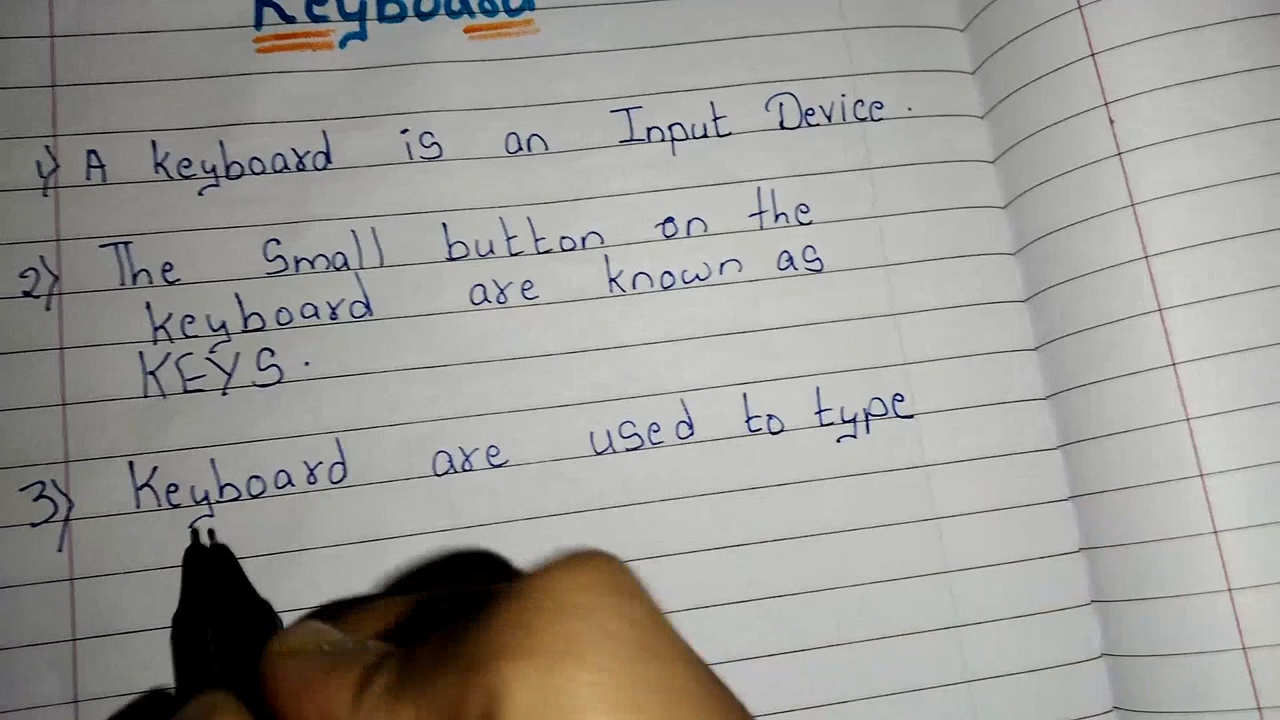 Keyboard
1) A keyboard is an Input Device.
2) The Small button on the
keyboard are known as
KEYS.
3) Keyboard are used to type